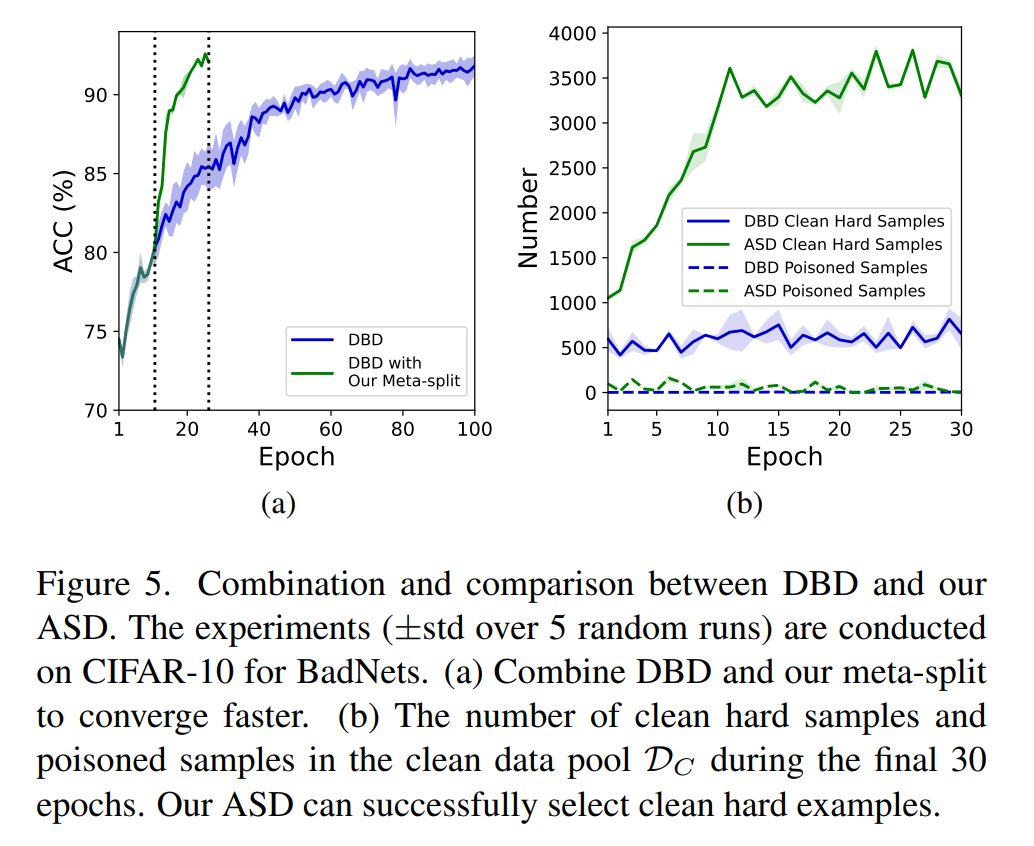 ACC (%)
90
85
80
75
70
1
20
40
60
80
100
Epoch
DBD
DBD with
Our Meta-split
(a)
Number
4000
3500
3000
2500
2000
1500
1000
500
0
1
5
10
15
20
25
30
Epoch
DBD Clean Hard Samples
ASD Clean Hard Samples
DBD Poisoned Samples
ASD Poisoned Samples
(b)
Figure 5. Combination and comparison between DBD and our
ASD. The experiments (±std over 5 random runs) are conducted
on CIFAR-10 for BadNets. (a) Combine DBD and our meta-split
to converge faster. (b) The number of clean hard samples and
poisoned samples in the clean data pool 𝒟C during the final 30
epochs. Our ASD can successfully select clean hard examples.